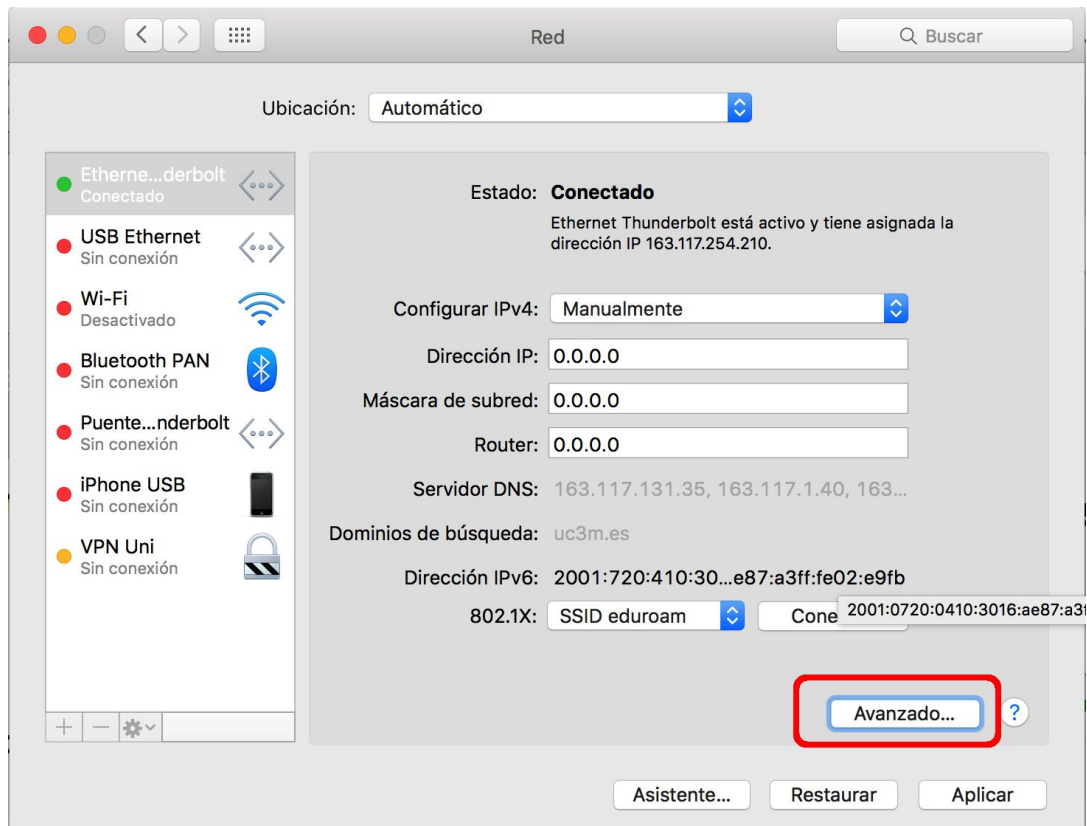 Red
Buscar
Ubicación: Automático
Etherne...derbolt
Conectado
USB Ethernet
Sin conexión
Wi-Fi
Desactivado
Bluetooth PAN
Sin conexión
Puente...nderbolt
Sin conexión
iPhone USB
Sin conexión
VPN Uni
Sin conexión
Estado: Conectado
Ethernet Thunderbolt está activo y tiene asignada la
dirección IP 163.117.254.210.
Configurar IPv4: Manualmente
Dirección IP: 0.0.0.0
Máscara de subred: 0.0.0.0
Router: 0.0.0.0
Servidor DNS: 163.117.131.35, 163.117.1.40, 163...
Dominios de búsqueda: uc3m.es
Dirección IPv6: 2001:720:410:30...e87:a3ff:fe02:e9fb
802.1X: SSID eduroam Cone
2001:0720:0410:3016:ae87:a3f
Avanzado... ?
Asistente... Restaurar Aplicar